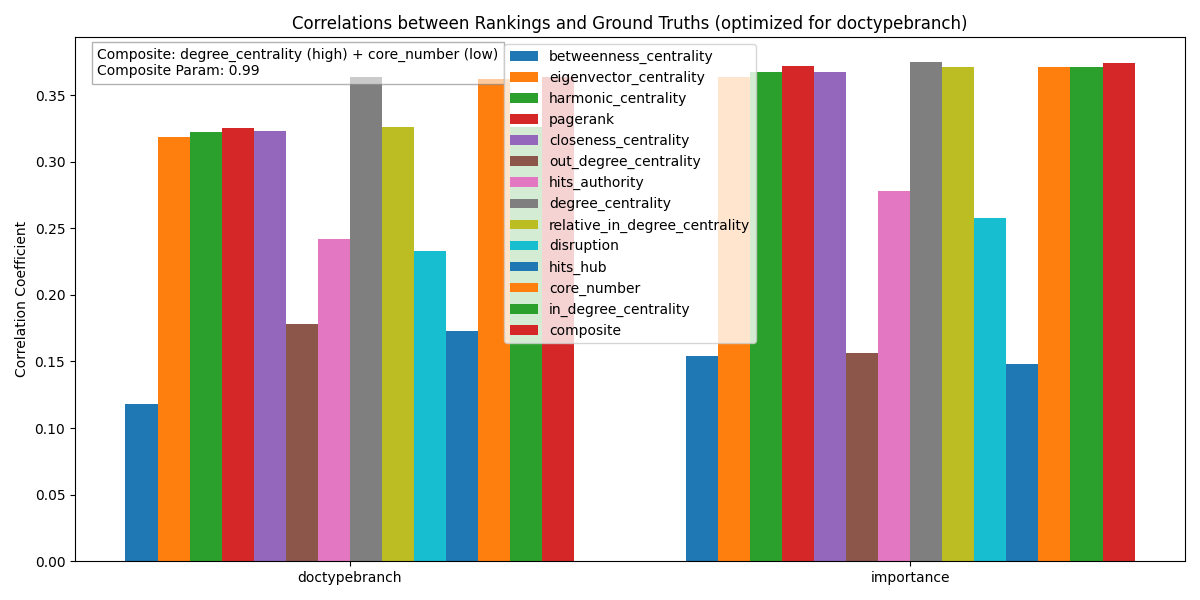 Correlations between Rankings and Ground Truths (optimized for doctypebranch)
Composite: degree_centrality (high) + core_number (low)
Composite Param: 0.99
betweenness_centrality
eigenvector_centrality
harmonic_centrality
pagerank
closeness_centrality
out_degree_centrality
hits_authority
degree_centrality
relative_in_degree_centrality
disruption
hits_hub
core_number
in_degree_centrality
composite
Correlation Coefficient
0.35
0.30
0.25
0.20
0.15
0.10
0.05
0.00
doctypebranch
importance